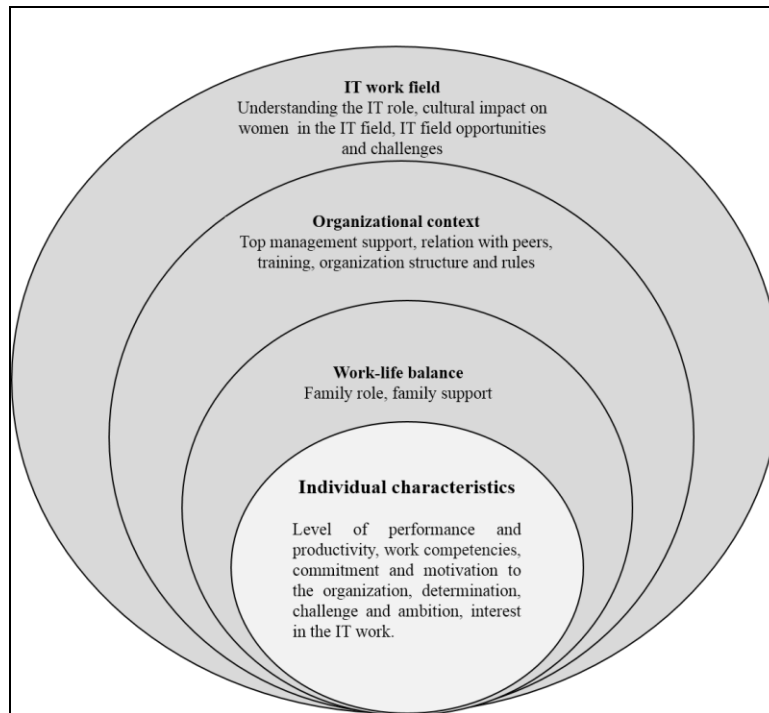 IT work field
Understanding the IT role, cultural impact on
women in the IT field, IT field opportunities
and challenges
Organizational context
Top management support, relation with peers,
training, organization structure and rules
Work-life balance
Family role, family support
Individual characteristics
Level of performance and
productivity, work competencies,
commitment and motivation to
the organization, determination,
challenge and ambition, interest
in the IT work.